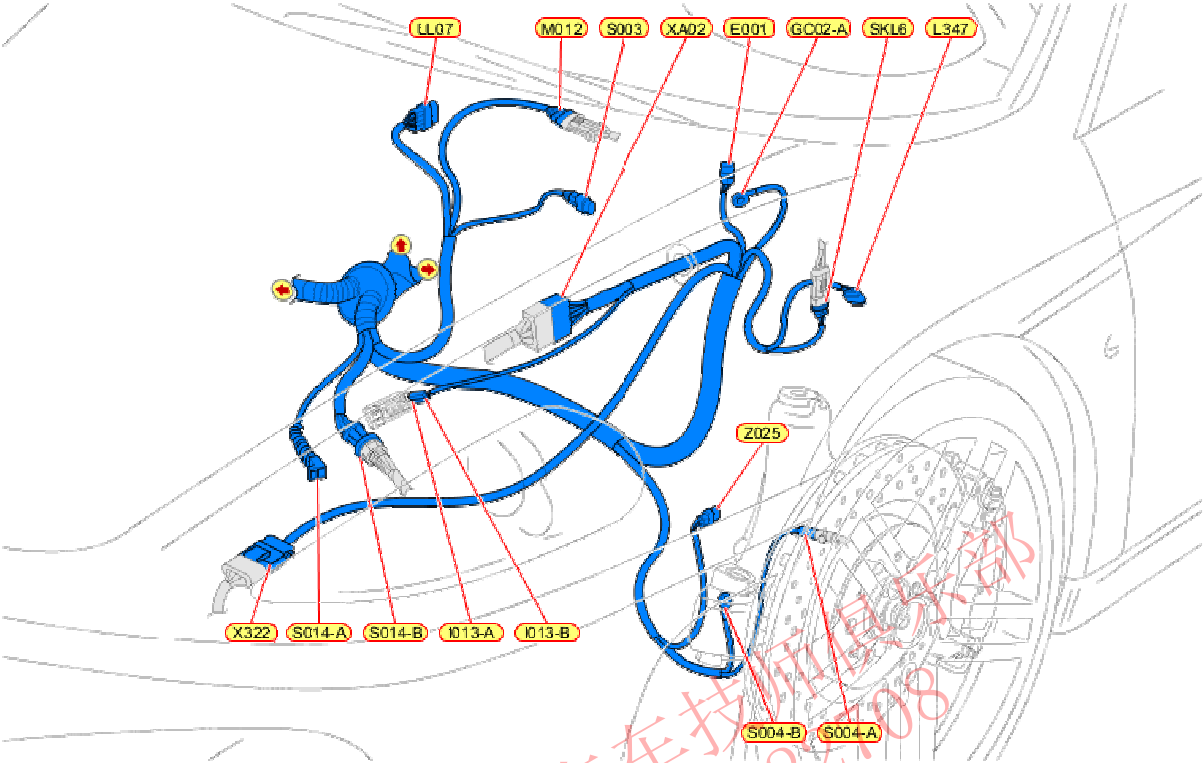 LL07 M012 S003 XA02 E001 GC02-A SKL6 L347
Z025
X322 S014-A S014-B I013-A I013-B
S004-B S004-A